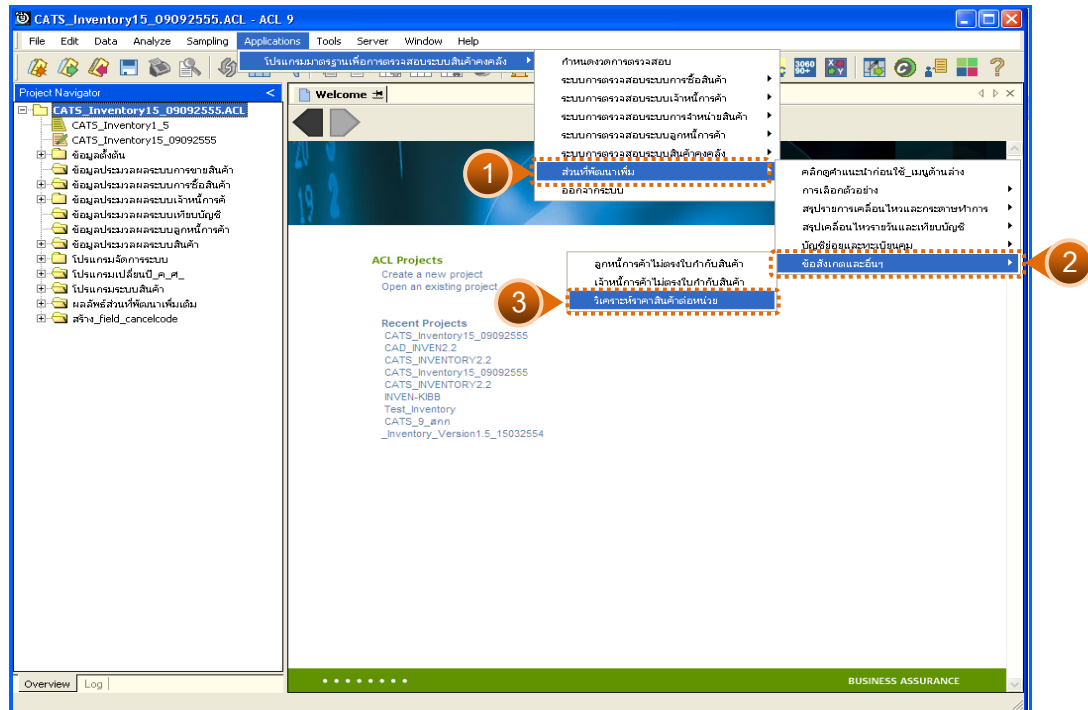 CATS_Inventory15_09092555.ACL - ACL 9
File Edit Data Analyze Sampling Applications Tools Server Window Help
โปรแกรมมาตรฐานเพื่อการตรวจสอบระบบสินค้าคงคลัง
กำหนดงวดการตรวจสอบ
ระบบการตรวจสอบระบบการซื้อสินค้า
ระบบการตรวจสอบระบบเจ้าหนี้การค้า
ระบบการตรวจสอบระบบการจำหน่ายสินค้า
ระบบการตรวจสอบระบบลูกหนี้การค้า
ระบบการตรวจสอบระบบสินค้าคงคลัง
1
ส่วนที่พัฒนาเพิ่ม
ออกจากระบบ
คลิกดูคำแนะนำก่อนใช้_เมนูด้านล่าง
การเลือกตัวอย่าง
สรุปรายการเคลื่อนไหวและกระดาษทำการ
สรุปเคลื่อนไหวรายวันและเทียบบัญชี
บัญชีย่อยและทะเบียนคุม
ข้อสังเกตและอื่นๆ
2
ลูกหนี้การค้าไม่ตรงใบกำกับสินค้า
เจ้าหนี้การค้าไม่ตรงใบกำกับสินค้า
3
วิเคราะห์ราคาสินค้าต่อหน่วย
Project Navigator <
CATS_Inventory15_09092555.ACL
CATS_Inventory1_5
CATS_Inventory15_09092555
ข้อมูลตั้งต้น
ข้อมูลประมวลผลระบบการขายสินค้า
ข้อมูลประมวลผลระบบการซื้อสินค้า
ข้อมูลประมวลผลระบบเจ้าหนี้การค้
ข้อมูลประมวลผลระบบเทียบบัญชี
ข้อมูลประมวลผลระบบลูกหนี้การค้า
ข้อมูลประมวลผลระบบสินค้า
โปรแกรมจัดการระบบ
โปรแกรมเปลี่ยนปี_ค_ศ_
โปรแกรมระบบสินค้า
ผลลัพธ์ส่วนที่พัฒนาเพิ่มเติม
สร้าง_field_cancelcode
Welcome
ACL Projects
Create a new project
Open an existing project
Recent Projects
CATS_Inventory15_09092555
CAD_INVEN2.2
CATS_INVENTORY2.2
CATS_Inventory15_09092555
CATS_INVENTORY2.2
INVEN-KIBB
Test_Inventory
CATS_9_สกก
_Inventory_Version1.5_15032554
BUSINESS ASSURANCE
Overview Log